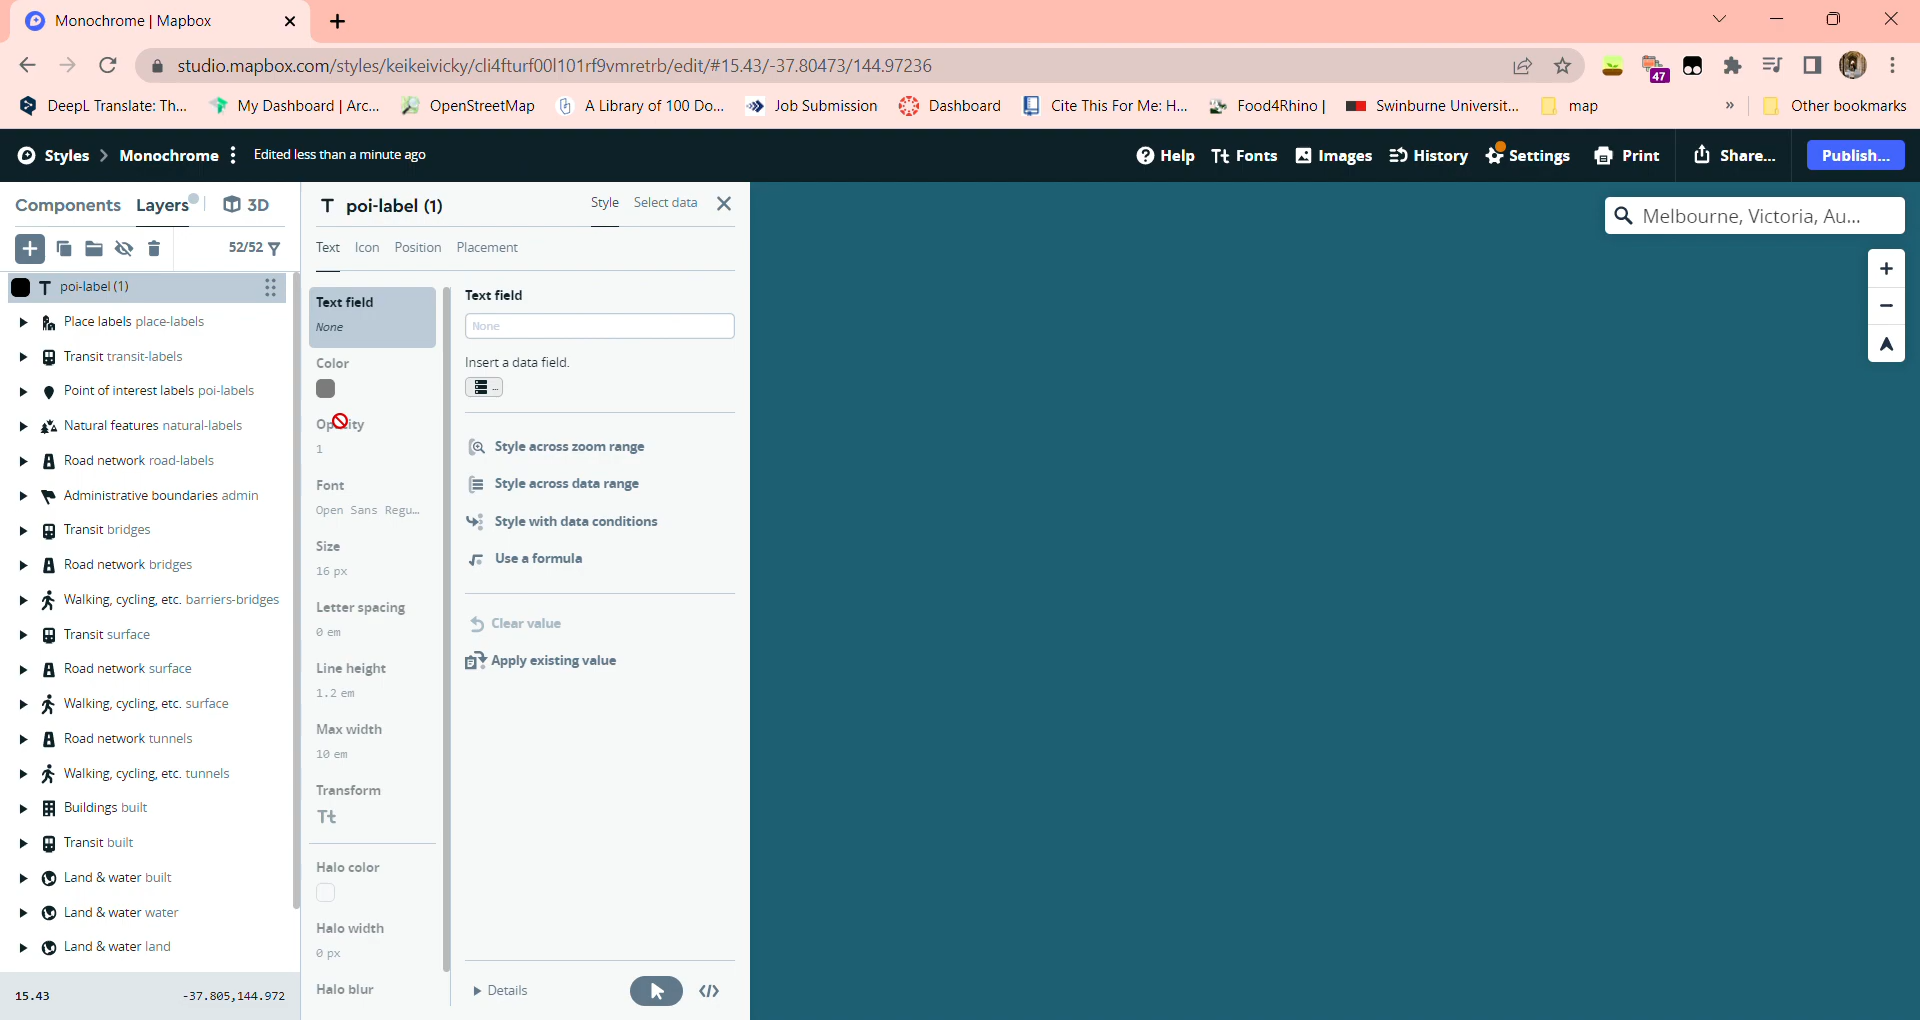 Monochrome | Mapbox
studio.mapbox.com/styles/keikeivicky/cli4fturf00l101rf9vmretrb/edit/#15.43/-37.80473/144.97236
47
DeepL Translate: Th...
My Dashboard | Arc...
OpenStreetMap
A Library of 100 Do...
Job Submission
Dashboard
Cite This For Me: H...
Food4Rhino |
Swinburne Universit...
map
»
Other bookmarks
Styles
Monochrome
Edited less than a minute ago
Help
Fonts
Images
History
Settings
Print
Share...
Publish...
Components
Layers
3D
52/52
T poi-label (1)
Place labels place-labels
Transit transit-labels
Point of interest labels poi-labels
Natural features natural-labels
Road network road-labels
Administrative boundaries admin
Transit bridges
Road network bridges
Walking, cycling, etc. barriers-bridges
Transit surface
Road network surface
Walking, cycling, etc. surface
Road network tunnels
Walking, cycling, etc. tunnels
Buildings built
Transit built
Land & water built
Land & water water
Land & water land
15.43
-37.805,144.972
T poi-label (1)
Style
Select data
Text
Icon
Position
Placement
Text field
None
Color
Opacity
1
Font
Open Sans Regu…
Size
16 px
Letter spacing
0 em
Line height
1.2 em
Max width
10 em
Transform
Tt
Halo color
Halo width
0 px
Halo blur
Text field
None
Insert a data field.
...
Style across zoom range
Style across data range
Style with data conditions
Use a formula
Clear value
Apply existing value
Details
</>
Melbourne, Victoria, Au...